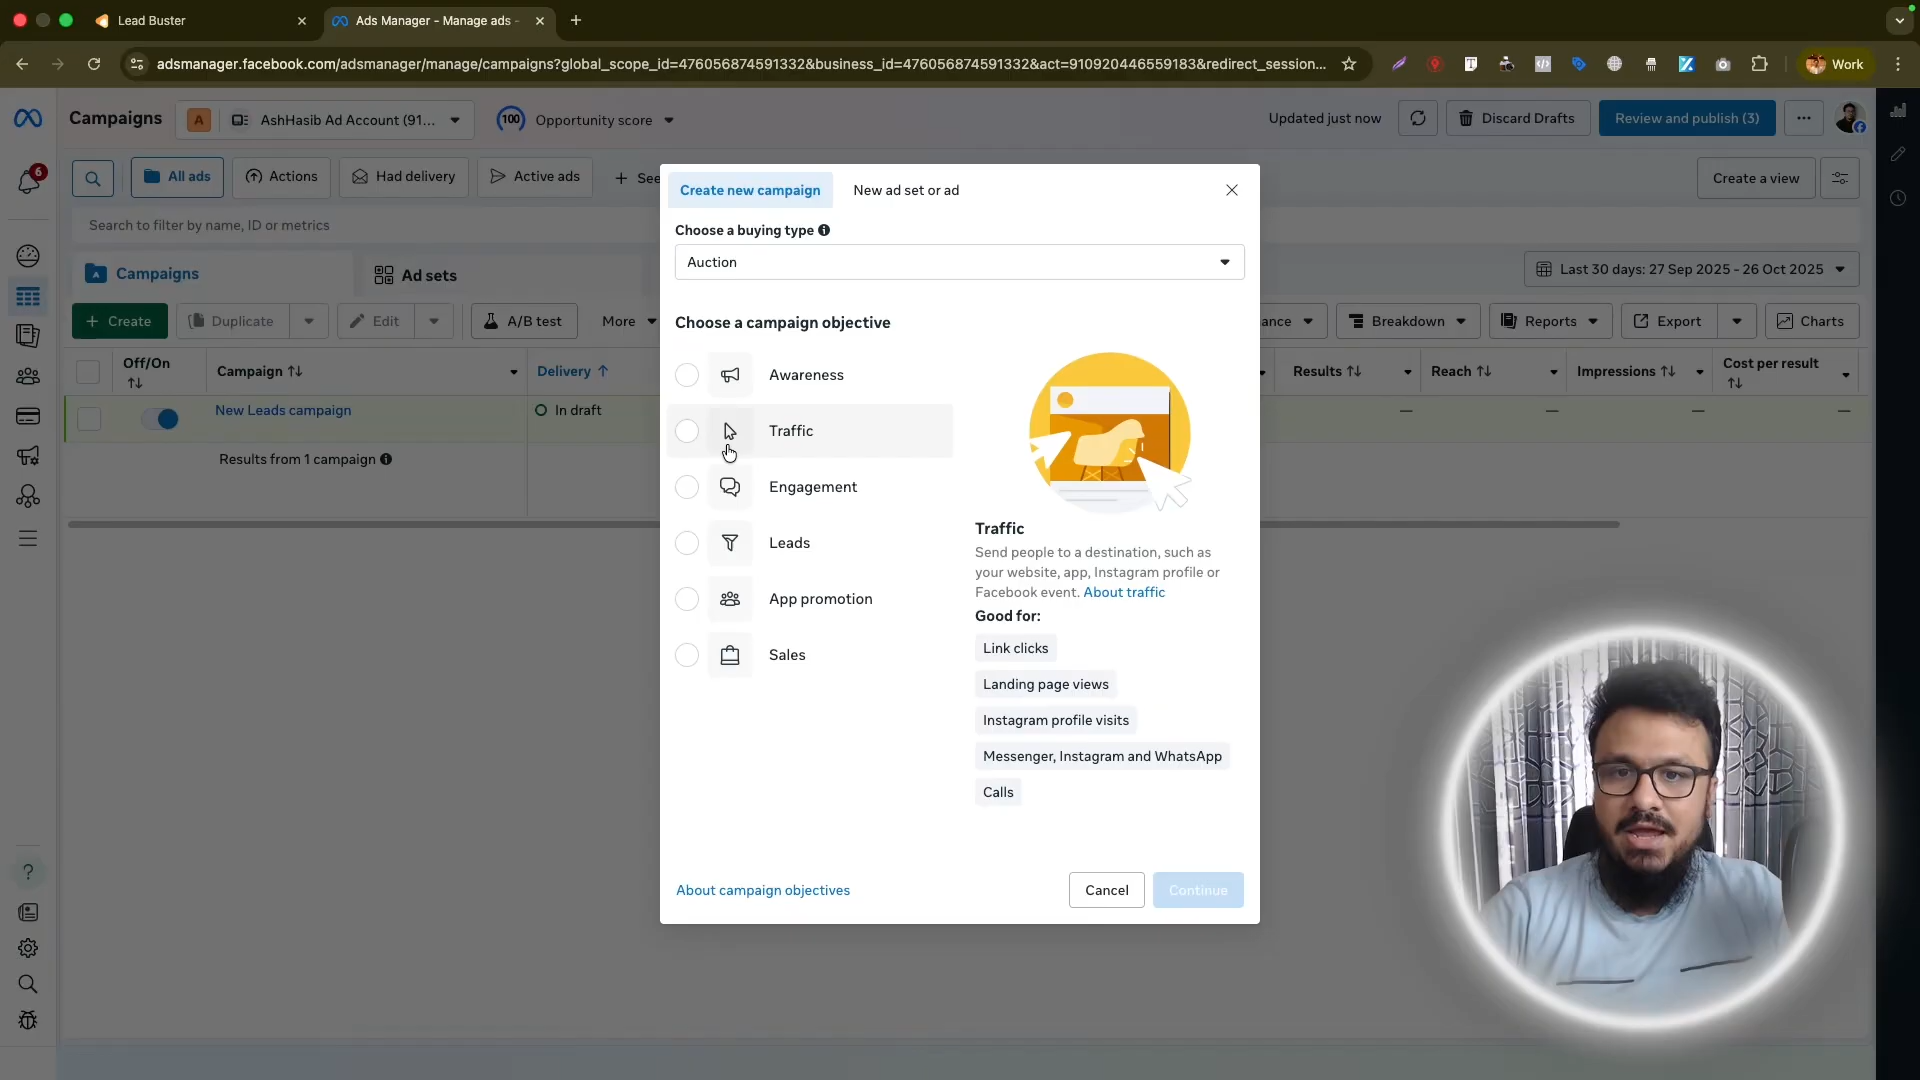 Lead Buster
Ads Manager - Manage ads -
adsmanager.facebook.com/adsmanager/manage/campaigns?global_scope_id=476056874591332&business_id=476056874591332&act=910920446559183&redirect_session...
Work
Campaigns
A
AshHasib Ad Account (91...
100
Opportunity score
Updated just now
Discard Drafts
Review and publish (3)
6
All ads
Actions
Had delivery
Active ads
+ See
Create a view
Search to filter by name, ID or metrics
Campaigns
Ad sets
Last 30 days: 27 Sep 2025 - 26 Oct 2025
+ Create
Duplicate
Edit
A/B test
More
ance
Breakdown
Reports
Export
Charts
Off/On
Campaign
Delivery
Results
Reach
Impressions
Cost per result
New Leads campaign
In draft
—
—
—
—
Results from 1 campaign
Create new campaign
New ad set or ad
Choose a buying type
Auction
Choose a campaign objective
Awareness
Traffic
Engagement
Leads
App promotion
Sales
Traffic
Send people to a destination, such as
your website, app, Instagram profile or
Facebook event. About traffic
Good for:
Link clicks
Landing page views
Instagram profile visits
Messenger, Instagram and WhatsApp
Calls
About campaign objectives
Cancel
Continue